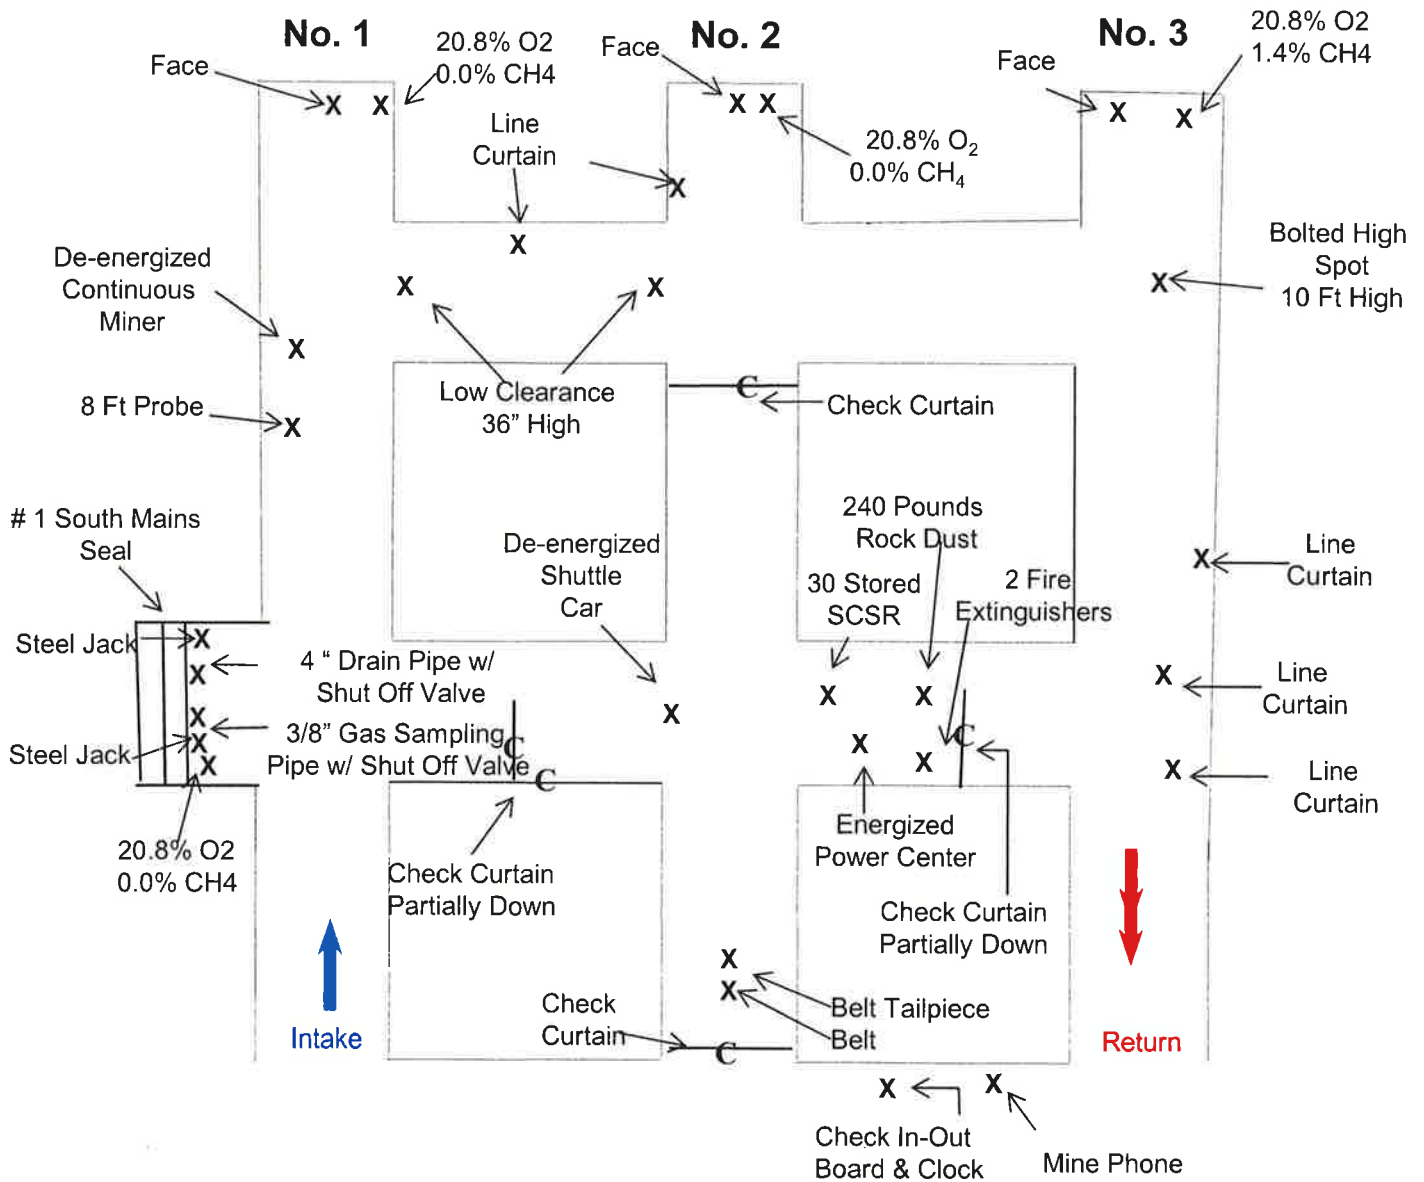 No. 1
No. 2
No. 3
Face
20.8% O2
0.0% CH4
Face
Face
20.8% O2
1.4% CH4
X X
X X
X X
Line
Curtain
20.8% O2
0.0% CH4
X
X
De-energized
Continuous
Miner
X
X
X
Bolted High
Spot
10 Ft High
X
8 Ft Probe
X
Low Clearance
36” High
C
Check Curtain
# 1 South Mains
Seal
De-energized
Shuttle
Car
240 Pounds
Rock Dust
30 Stored
SCSR
2 Fire
Extinguishers
X
Line
Curtain
Steel Jack
X
X
4 “ Drain Pipe w/
Shut Off Valve
X
X
X
X
Line
Curtain
X
3/8” Gas Sampling
Pipe w/ Shut Off Valve
C
C
Steel Jack
X
X
X
X
C
X
Line
Curtain
20.8% O2
0.0% CH4
Check Curtain
Partially Down
Energized
Power Center
Check Curtain
Partially Down
X
X
Belt Tailpiece
Belt
Intake
Check
Curtain
C
Return
X
X
Check In-Out
Board & Clock
Mine Phone